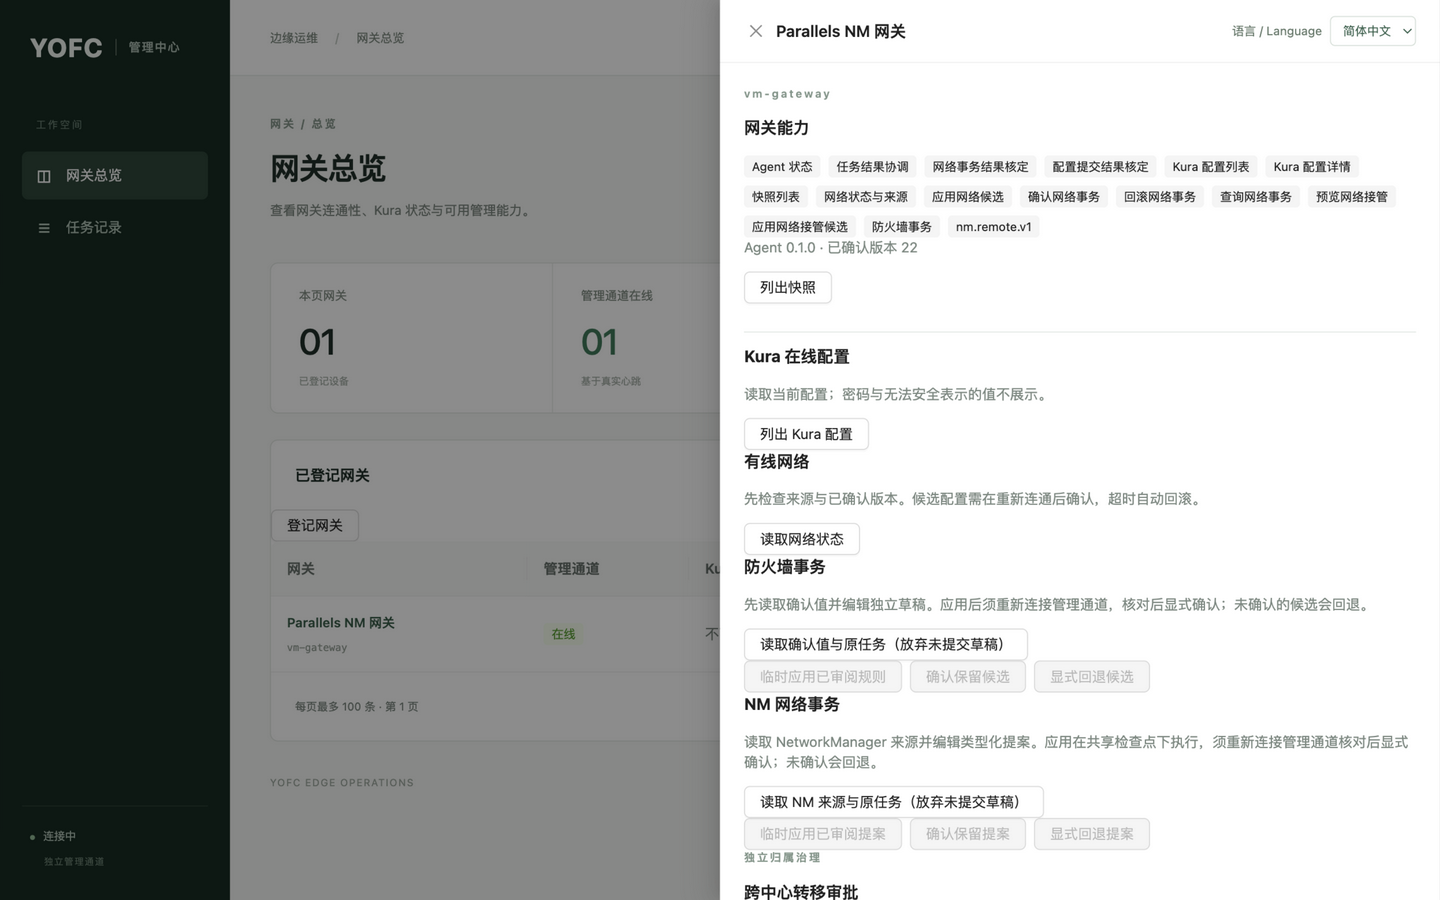 YOFC 管理中心
工作空间
网关总览
任务记录
连接中
独立管理通道
边缘运维 / 网关总览
网关 / 总览
网关总览
查看网关连通性、Kura 状态与可用管理能力。
本页网关
01
已登记设备
管理通道在线
01
基于真实心跳
已登记网关
登记网关
网关 管理通道 Ku
Parallels NM 网关 在线 不
vm-gateway
每页最多 100 条 · 第 1 页
YOFC EDGE OPERATIONS
Parallels NM 网关 语言 / Language 简体中文
vm-gateway
网关能力
Agent 状态 任务结果协调 网络事务结果核定 配置提交结果核定 Kura 配置列表 Kura 配置详情
快照列表 网络状态与来源 应用网络候选 确认网络事务 回滚网络事务 查询网络事务 预览网络接管
应用网络接管候选 防火墙事务 nm.remote.v1
Agent 0.1.0 · 已确认版本 22
列出快照
Kura 在线配置
读取当前配置；密码与无法安全表示的值不展示。
列出 Kura 配置
有线网络
先检查来源与已确认版本。候选配置需在重新连通后确认，超时自动回滚。
读取网络状态
防火墙事务
先读取确认值并编辑独立草稿。应用后须重新连接管理通道，核对后显式确认；未确认的候选会回退。
读取确认值与原任务（放弃未提交草稿）
临时应用已审阅规则 确认保留候选 显式回退候选
NM 网络事务
读取 NetworkManager 来源并编辑类型化提案。应用在共享检查点下执行，须重新连接管理通道核对后显式
确认；未确认会回退。
读取 NM 来源与原任务（放弃未提交草稿）
临时应用已审阅提案 确认保留提案 显式回退提案
独立归属治理
跨中心转移审批